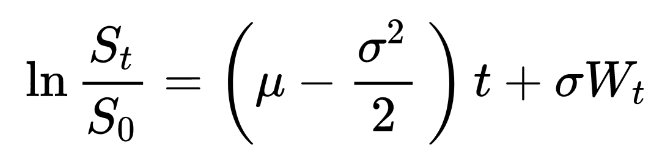 ln S_t/S_0 = (μ − σ²/2) t + σW_t